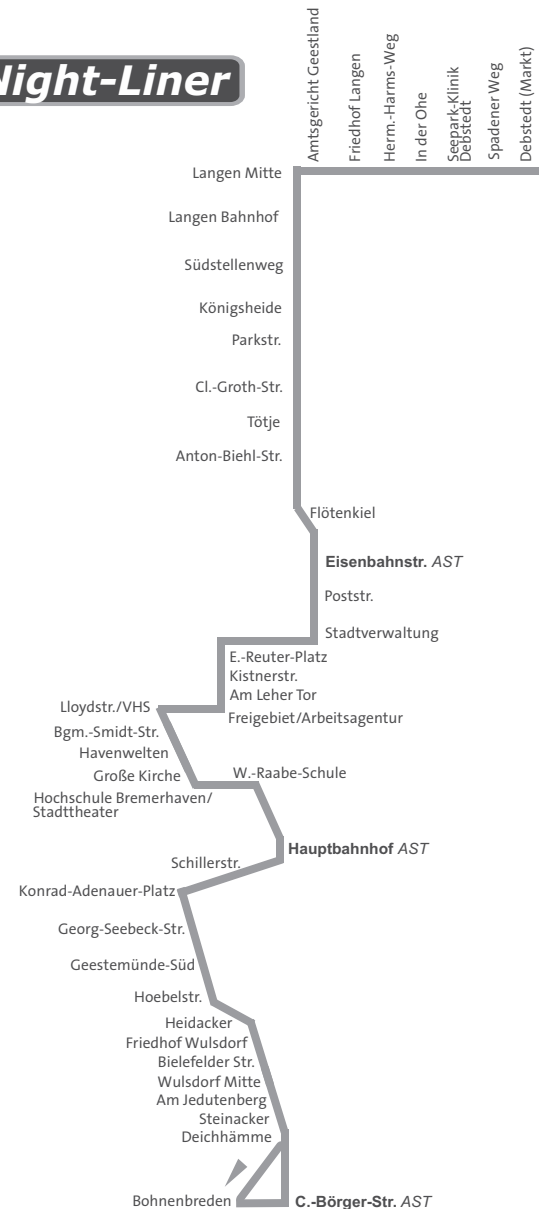 Night-Liner
Amtsgericht Geestland
Friedhof Langen
Herm.-Harms-Weg
In der Ohe
Seepark-Klinik
Debstedt
Spadener Weg
Debstedt (Markt)
Langen Mitte
Langen Bahnhof
Südstellenweg
Königsheide
Parkstr.
Cl.-Groth-Str.
Tötje
Anton-Biehl-Str.
Flötenkiel
Eisenbahnstr. AST
Poststr.
Stadtverwaltung
E.-Reuter-Platz
Kistnerstr.
Am Leher Tor
Freigebiet/Arbeitsagentur
Lloydstr./VHS
Bgm.-Smidt-Str.
Havenwelten
Große Kirche
W.-Raabe-Schule
Hochschule Bremerhaven/
Stadttheater
Hauptbahnhof AST
Schillerstr.
Konrad-Adenauer-Platz
Georg-Seebeck-Str.
Geestemünde-Süd
Hoebelstr.
Heidacker
Friedhof Wulsdorf
Bielefelder Str.
Wulsdorf Mitte
Am Jedutenberg
Steinacker
Deichhämme
Bohnenbreden
C.-Börger-Str. AST